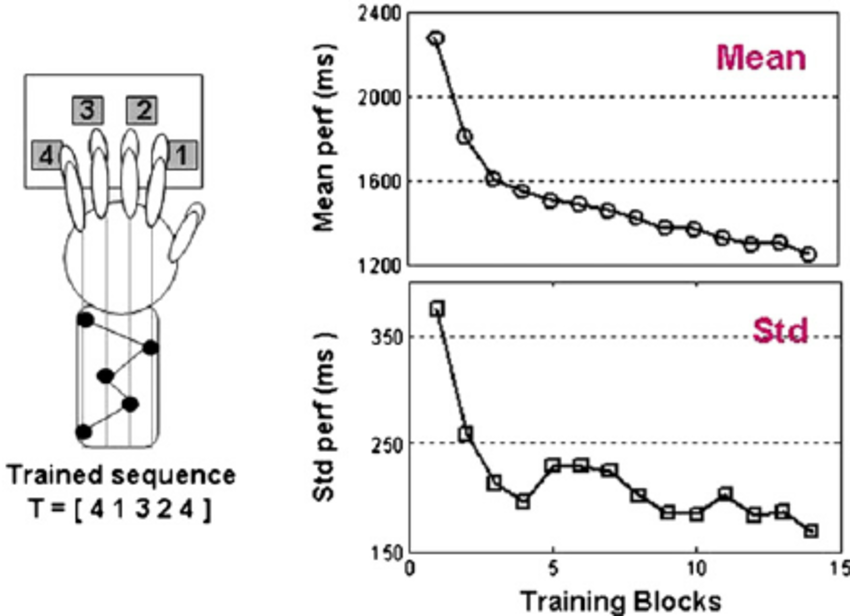 3
2
4
1
Trained sequence
T = [ 4 1 3 2 4 ]
Mean perf (ms)
2400
2000
1600
1200
Mean
Std perf (ms )
350
250
150
Std
0
5
10
15
Training Blocks